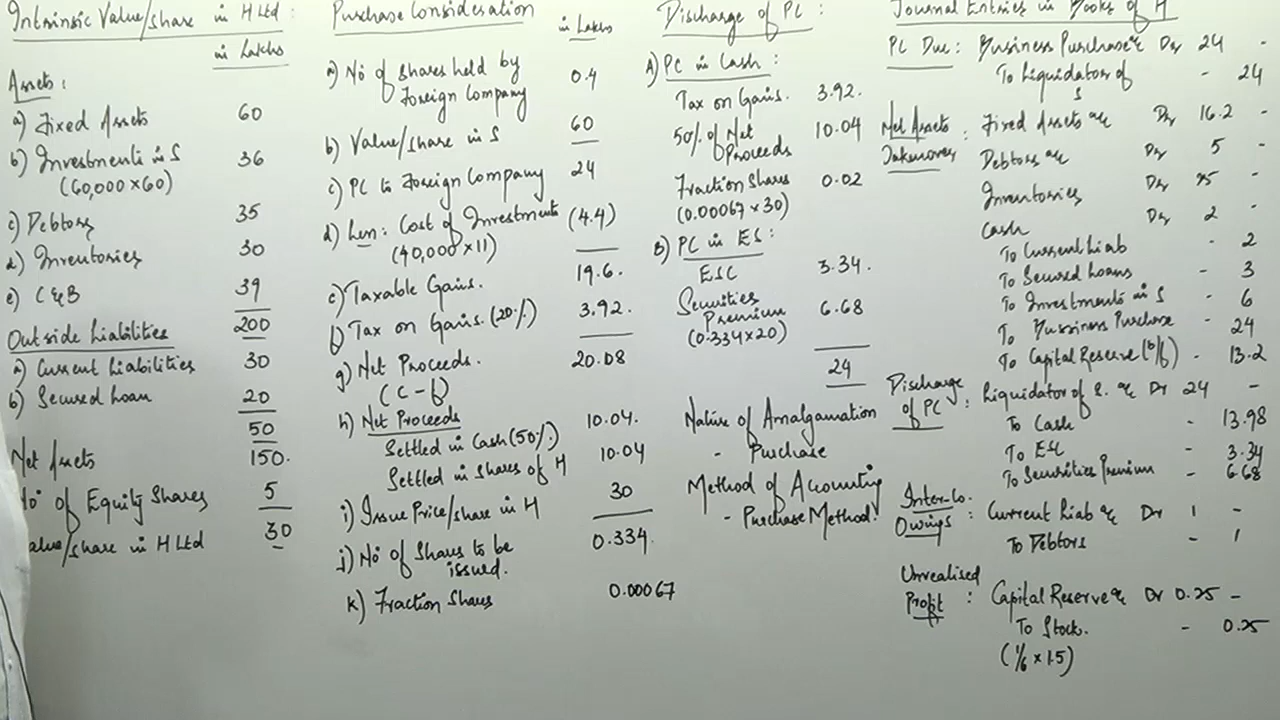 Intrinsic Value/share in H Ltd :
in Lakhs
Assets :
a) Fixed Assets 60
b) Investments in S 36
(60,000 x 60)
c) Debtors 35
d) Inventories 30
e) C & B 39
200
Outside Liabilities
a) Current Liabilities 30
b) Secured Loan 20
50
Net Assets 150.
No of Equity Shares 5
Value/share in H Ltd 30
Purchase Consideration
in Lakhs
a) No of shares held by 0.4
Foreign Company
b) Value/share in S 60
c) PC to Foreign Company 24
d) Less: Cost of Investments (4.4)
(40,000 x 11)
e) Taxable Gains. 19.6.
f) Tax on Gains. (20%) 3.92.
g) Net Proceeds. 20.08
(C - f)
h) Net Proceeds
Settled in Cash (50%) 10.04.
Settled in shares of H 10.04
i) Issue Price/share in H 30
j) No of Shares to be 0.334
issued.
k) Fraction Shares 0.00067
Discharge of PC :
A) PC in Cash :
Tax on Gains. 3.92.
50% of Net 10.04
Proceeds
Fraction Shares 0.02
(0.00067 x 30)
B) PC in ES :
ESC 3.34.
Securities
Premium 6.68
(0.334 x 20)
24
Nature of Amalgamation
- Purchase
Method of Accounting
- Purchase Method.
Journal Entries in Books of H
PC Due : Business Purchase a/c Dr 24 -
To Liquidators of - 24
S
Net Assets : Fixed Assets a/c Dr 16.2 -
Takenover Debtors a/c Dr 5 -
Inventories Dr 25 -
Cash Dr 2 -
To Current Liab - 2
To Secured Loans - 3
To Investments in S - 6
To Bussiness Purchase - 24
To Capital Reserve (b/f) - 13.2
Discharge
of PC : Liquidator of S. a/c Dr 24 -
To Cash - 13.98
To ESC - 3.34
To Securities Premium - 6.68
Inter-Co.
Owings : Current Liab a/c Dr 1 -
To Debtors - 1
Unrealised
Profit : Capital Reserve a/c Dr 0.25 -
To Stock. - 0.25
(1/6 x 1.5)